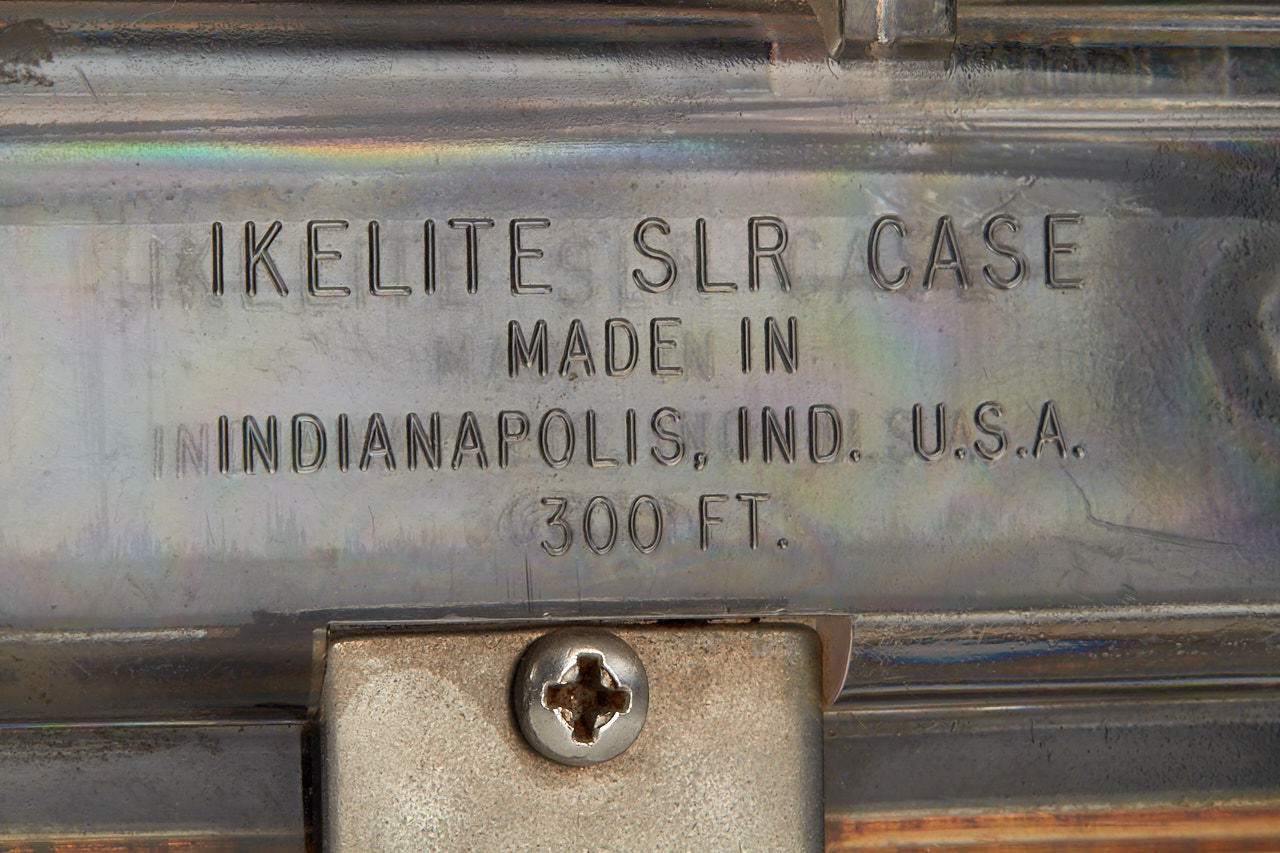 IKELITE SLR CASE
MADE IN
INDIANAPOLIS, IND. U.S.A.
300 FT.